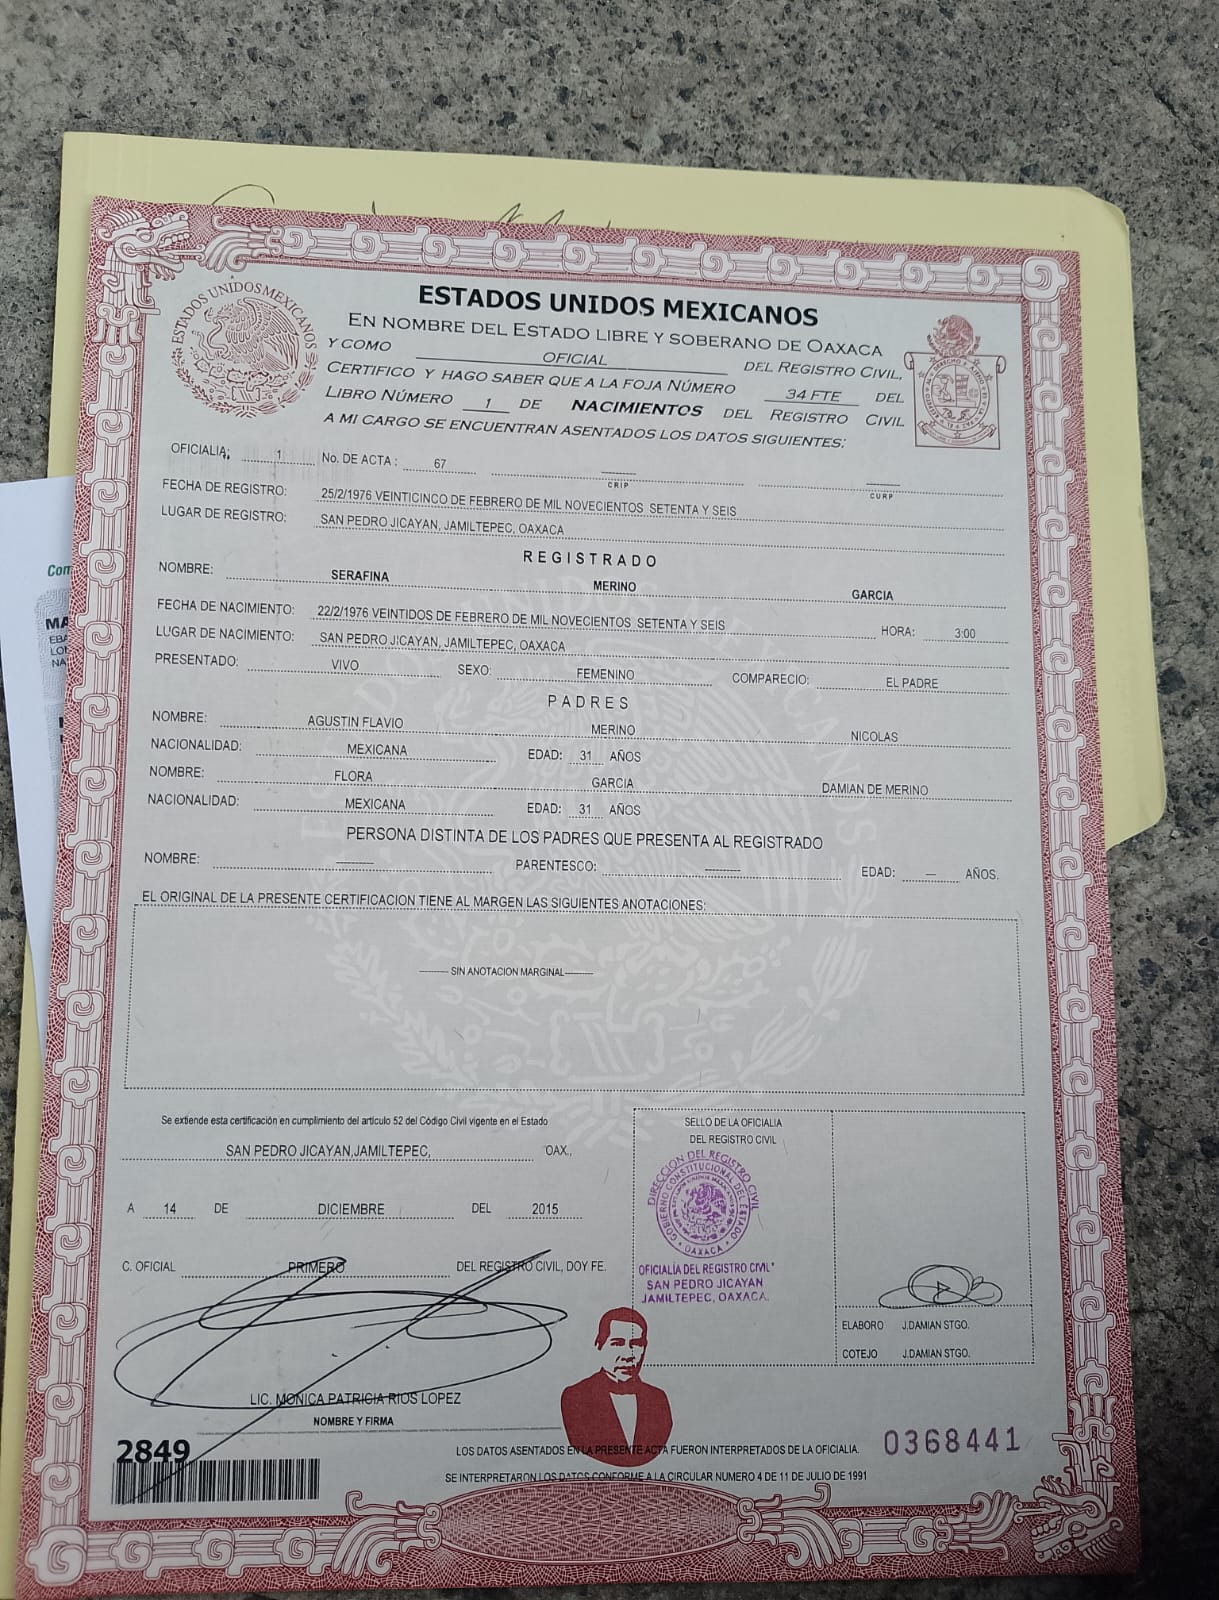 ESTADOS UNIDOS MEXICANOS
ESTADOS UNIDOS MEXICANOS
EN NOMBRE DEL ESTADO LIBRE Y SOBERANO DE OAXACA
Y COMO OFICIAL DEL REGISTRO CIVIL,
CERTIFICO Y HAGO SABER QUE A LA FOJA NÚMERO 34 FTE DEL
LIBRO NÚMERO 1 DE NACIMIENTOS DEL REGISTRO CIVIL
A MI CARGO SE ENCUENTRAN ASENTADOS LOS DATOS SIGUIENTES:
OFICIALIA: 1 No. DE ACTA : 67
CRIP CURP
FECHA DE REGISTRO: 25/2/1976 VEINTICINCO DE FEBRERO DE MIL NOVECIENTOS SETENTA Y SEIS
LUGAR DE REGISTRO: SAN PEDRO JICAYAN, JAMILTEPEC, OAXACA
REGISTRADO
NOMBRE: SERAFINA MERINO GARCIA
FECHA DE NACIMIENTO: 22/2/1976 VEINTIDOS DE FEBRERO DE MIL NOVECIENTOS SETENTA Y SEIS HORA: 3:00
LUGAR DE NACIMIENTO: SAN PEDRO JICAYAN, JAMILTEPEC, OAXACA
PRESENTADO: VIVO SEXO: FEMENINO COMPARECIO: EL PADRE
PADRES
NOMBRE: AGUSTIN FLAVIO MERINO NICOLAS
NACIONALIDAD: MEXICANA EDAD: 31 AÑOS
NOMBRE: FLORA GARCIA DAMIAN DE MERINO
NACIONALIDAD: MEXICANA EDAD: 31 AÑOS
PERSONA DISTINTA DE LOS PADRES QUE PRESENTA AL REGISTRADO
NOMBRE: -------- PARENTESCO: -------- EDAD: -- AÑOS.
EL ORIGINAL DE LA PRESENTE CERTIFICACION TIENE AL MARGEN LAS SIGUIENTES ANOTACIONES:
-------- SIN ANOTACION MARGINAL--------
Se extiende esta certificación en cumplimiento del artículo 52 del Código Civil vigente en el Estado
SAN PEDRO JICAYAN,JAMILTEPEC, OAX.,
A 14 DE DICIEMBRE DEL 2015
C. OFICIAL PRIMERO DEL REGISTRO CIVIL, DOY FE.
LIC. MONICA PATRICIA RIOS LOPEZ
NOMBRE Y FIRMA
SELLO DE LA OFICIALIA
DEL REGISTRO CIVIL
DIRECCION DEL REGISTRO CIVIL
GOBIERNO CONSTITUCIONAL DEL ESTADO
OAXACA
OFICIALÍA DEL REGISTRO CIVIL
SAN PEDRO JICAYAN
JAMILTEPEC, OAXACA.
ELABORO J.DAMIAN STGO.
COTEJO J.DAMIAN STGO.
2849
LOS DATOS ASENTADOS EN LA PRESENTE ACTA FUERON INTERPRETADOS DE LA OFICIALIA.
0368441
SE INTERPRETARON LOS DATOS CONFORME A LA CIRCULAR NUMERO 4 DE 11 DE JULIO DE 1991